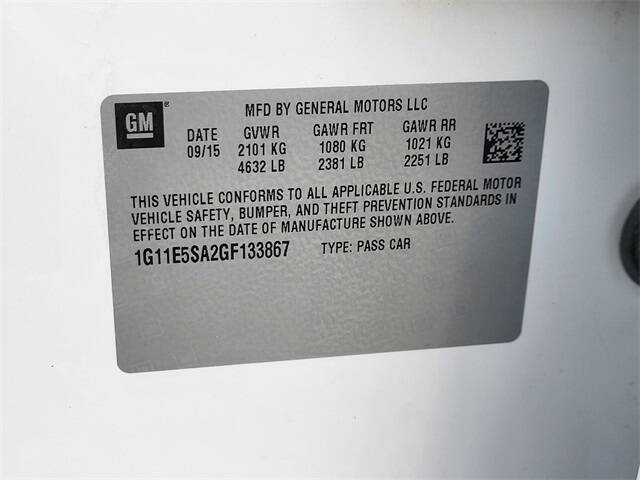 GM ® MFD BY GENERAL MOTORS LLC
DATE GVWR GAWR FRT GAWR RR
09/15 2101 KG 1080 KG 1021 KG
4632 LB 2381 LB 2251 LB
THIS VEHICLE CONFORMS TO ALL APPLICABLE U.S. FEDERAL MOTOR
VEHICLE SAFETY, BUMPER, AND THEFT PREVENTION STANDARDS IN
EFFECT ON THE DATE OF MANUFACTURE SHOWN ABOVE.
1G11E5SA2GF133867 TYPE: PASS CAR